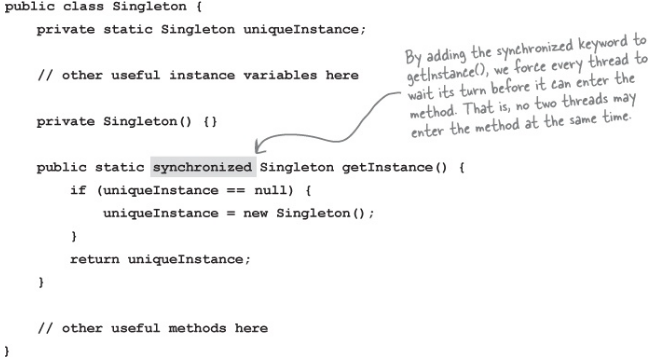 public class Singleton {
private static Singleton uniqueInstance;
// other useful instance variables here
private Singleton() {}
public static synchronized Singleton getInstance() {
if (uniqueInstance == null) {
uniqueInstance = new Singleton();
}
return uniqueInstance;
}
// other useful methods here
}
By adding the synchronized keyword to
getInstance(), we force every thread to
wait its turn before it can enter the
method. That is, no two threads may
enter the method at the same time.